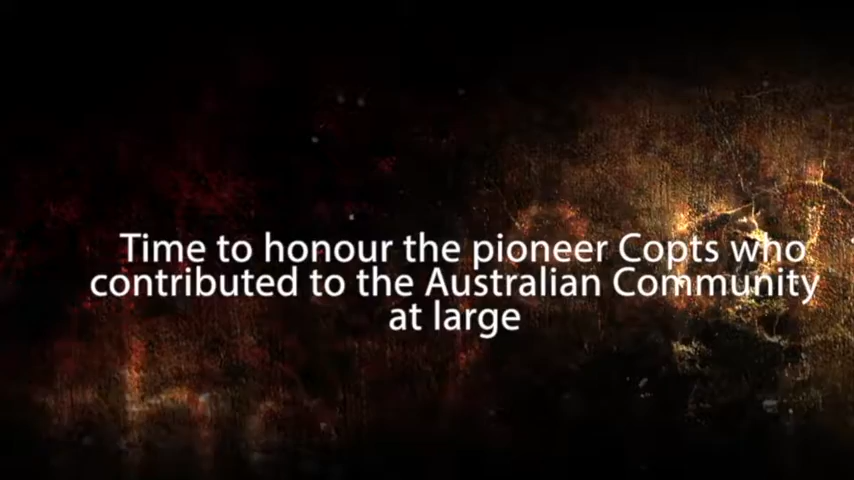 Time to honour the pioneer Copts who
contributed to the Australian Community
at large